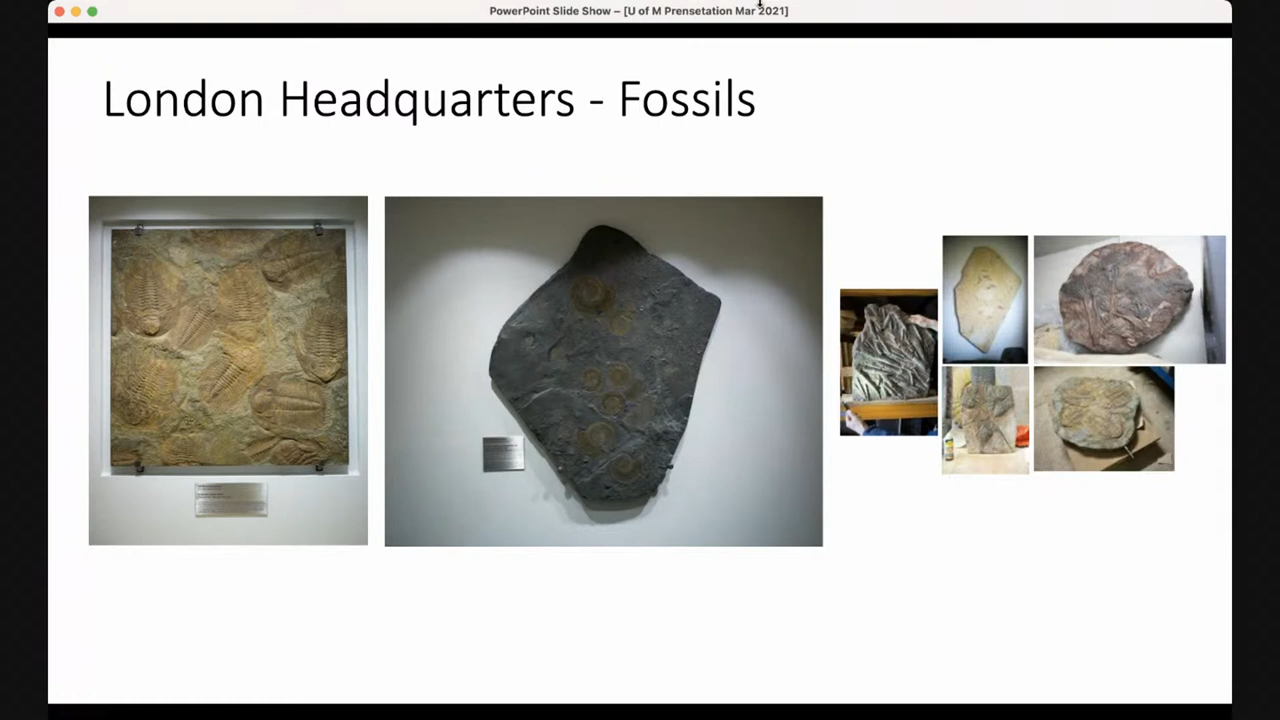 PowerPoint Slide Show – [U of M Prensetation Mar 2021]
London Headquarters - Fossils